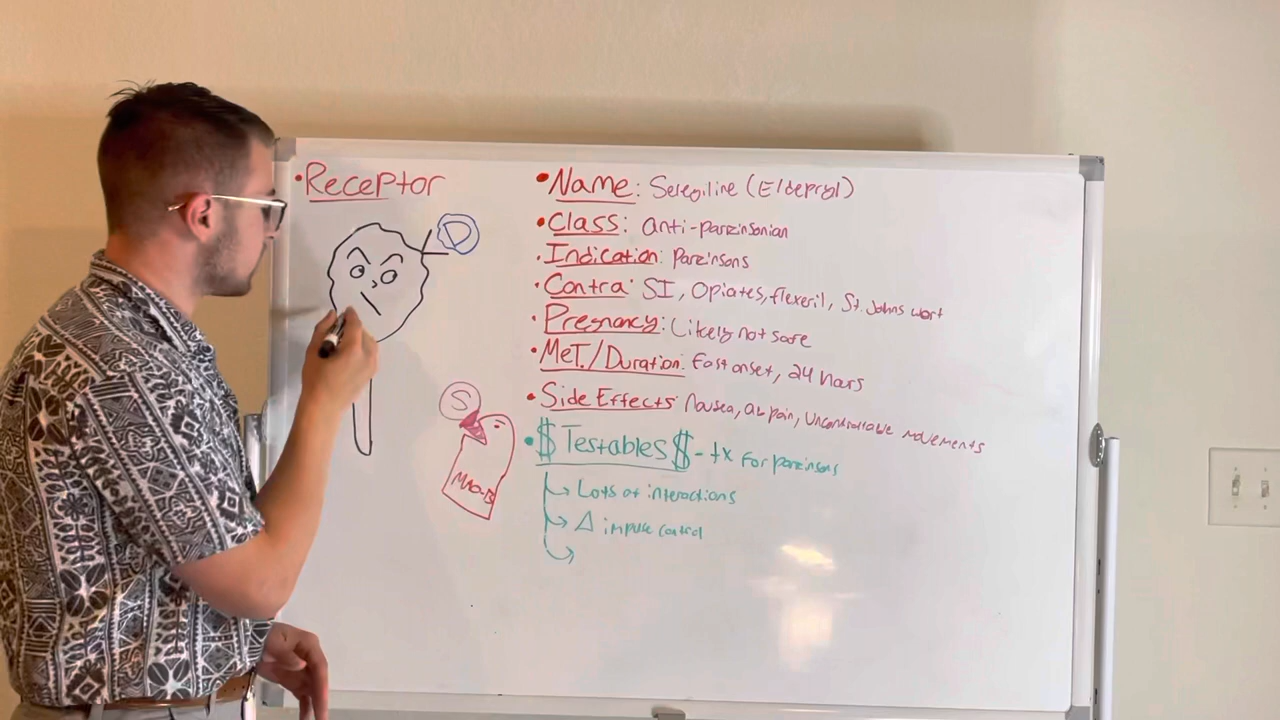 •Receptor
D
S
Mao-B
•Name: Selegiline (Eldepryl)
•Class: Anti-parkinsonian
•Indication: Parkinsons
•Contra: SI, Opiates, flexeril, St. Johns wort
•Pregnancy: Likely not safe
•MeT./Duration: Fast onset, 24 hours
•Side Effects: Nausea, ab pain, Uncontrollable movements
•$Testables$ - tx for parkinsons
↳ Lots of interactions
↳ Δ impulse control